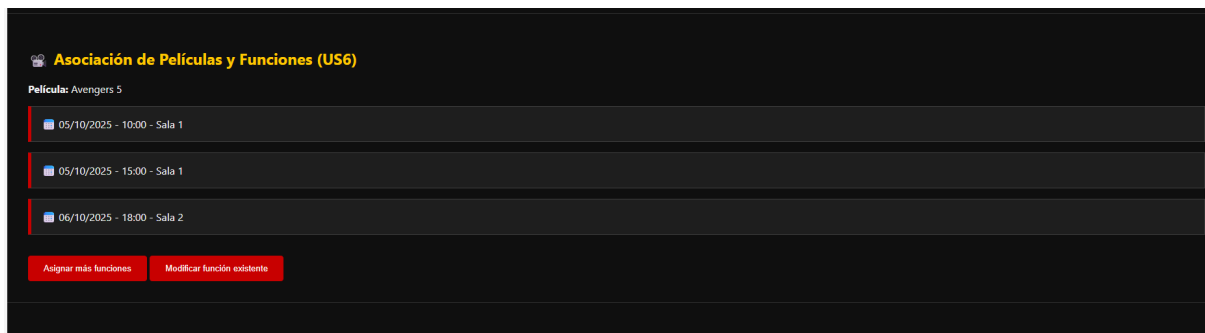 Asociación de Películas y Funciones (US6)
Película: Avengers 5
05/10/2025 - 10:00 - Sala 1
05/10/2025 - 15:00 - Sala 1
06/10/2025 - 18:00 - Sala 2
Asignar más funciones Modificar función existente